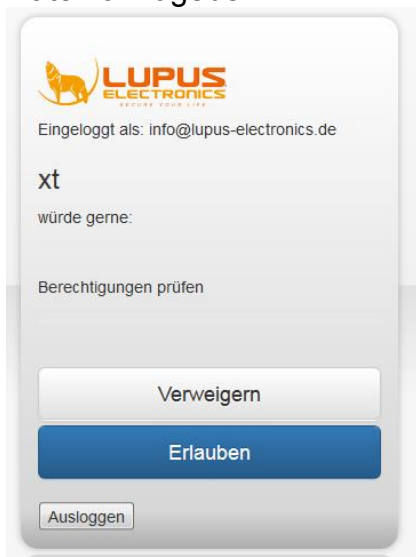 LUPUS
ELECTRONICS
SECURE YOUR LIFE
Eingeloggt als: info@lupus-electronics.de
xt
würde gerne:
Berechtigungen prüfen
Verweigern
Erlauben
Ausloggen